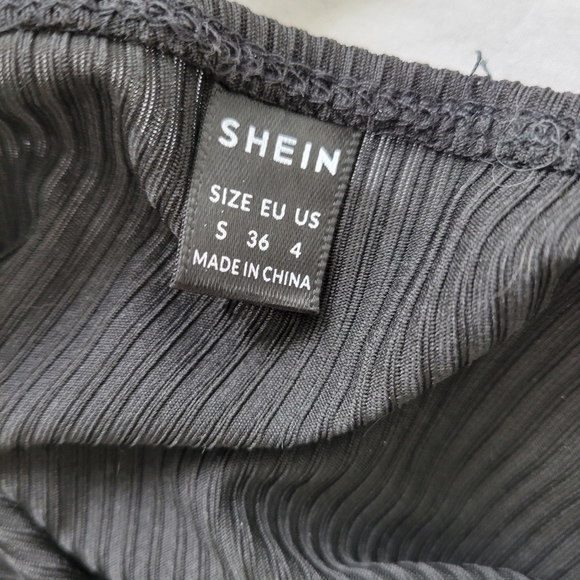 SHEIN
SIZE EU US
S 36 4
MADE IN CHINA